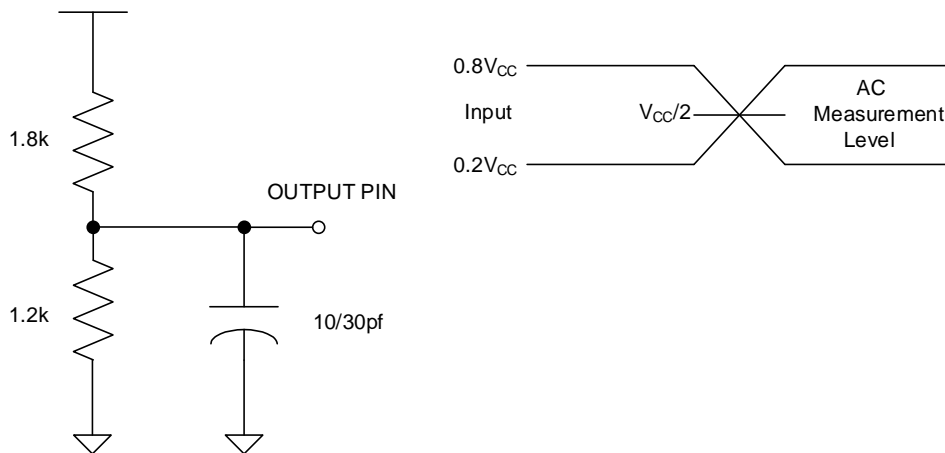 1.8k
OUTPUT PIN
1.2k
10/30pf
0.8VCC
Input
VCC/2
0.2VCC
AC
Measurement
Level